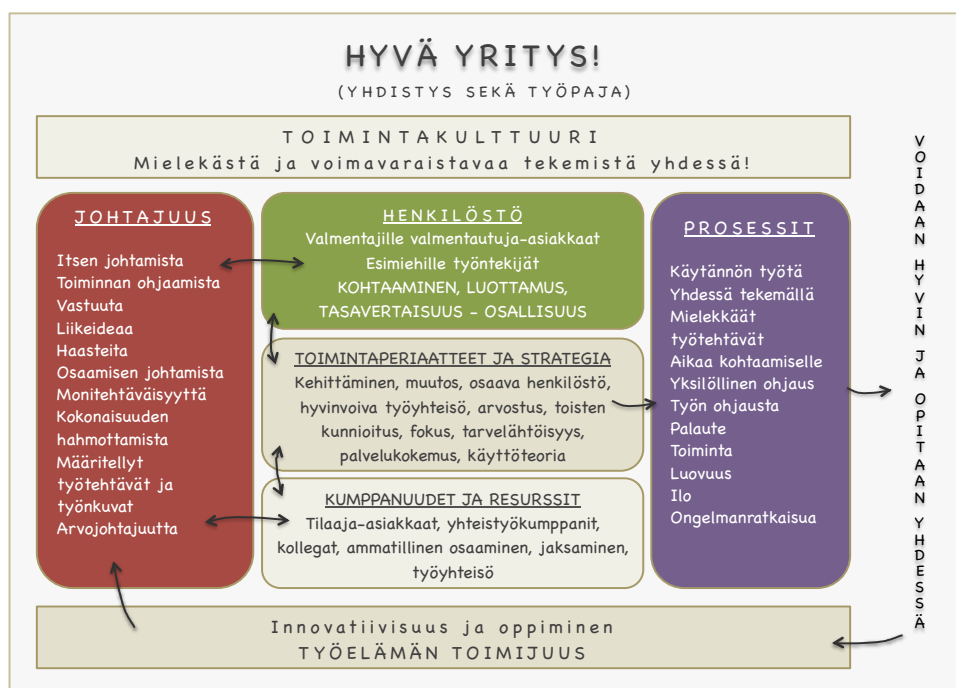 HYVÄ YRITYS!
(YHDISTYS SEKÄ TYÖPAJA)
TOIMINTAKULTTUURI
Mielekästä ja voimavaraistavaa tekemistä yhdessä!
JOHTAJUUS
Itsen johtamista
Toiminnan ohjaamista
Vastuuta
Liikeideaa
Haasteita
Osaamisen johtamista
Monitehtäväisyyttä
Kokonaisuuden
hahmottamista
Määritellyt
työtehtävät ja
työnkuvat
Arvojohtajuutta
HENKILÖSTÖ
Valmentajille valmentautuja-asiakkaat
Esimiehille työntekijät
KOHTAAMINEN, LUOTTAMUS,
TASAVERTAISUUS - OSALLISUUS
TOIMINTAPERIAATTEET JA STRATEGIA
Kehittäminen, muutos, osaava henkilöstö,
hyvinvoiva työyhteisö, arvostus, toisten
kunnioitus, fokus, tarvelähtöisyys,
palvelukokemus, käyttöteoria
KUMPPANUUDET JA RESURSSIT
Tilaaja-asiakkaat, yhteistyökumppanit,
kollegat, ammatillinen osaaminen, jaksaminen,
työyhteisö
PROSESSIT
Käytännön työtä
Yhdessä tekemällä
Mielekkäät
työtehtävät
Aikaa kohtaamiselle
Yksilöllinen ohjaus
Työn ohjausta
Palaute
Toiminta
Luovuus
Ilo
Ongelmanratkaisua
VOIDAAN HYVIN JA OPITAAN YHDESSÄ
Innovatiivisuus ja oppiminen
TYÖELÄMÄN TOIMIJUUS